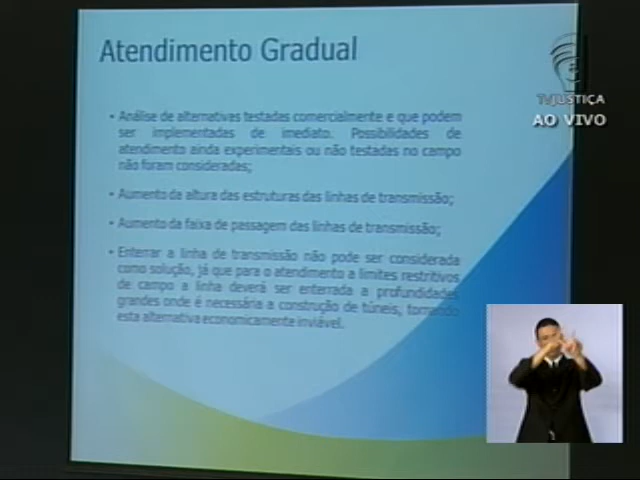 Atendimento Gradual
TV JUSTIÇA
AO VIVO
• Análise de alternativas testadas comercialmente e que podem
ser implementadas de imediato. Possibilidades de
atendimento ainda experimentais ou não testadas no campo
não foram consideradas;
• Aumento da altura das estruturas das linhas de transmissão;
• Aumento da faixa de passagem das linhas de transmissão;
• Enterrar a linha de transmissão não pode ser considerada
como solução, já que para o atendimento a limites restritivos
de campo a linha deverá ser enterrada a profundidades
grandes onde é necessária a construção de túneis, tornando
esta alternativa economicamente inviável.